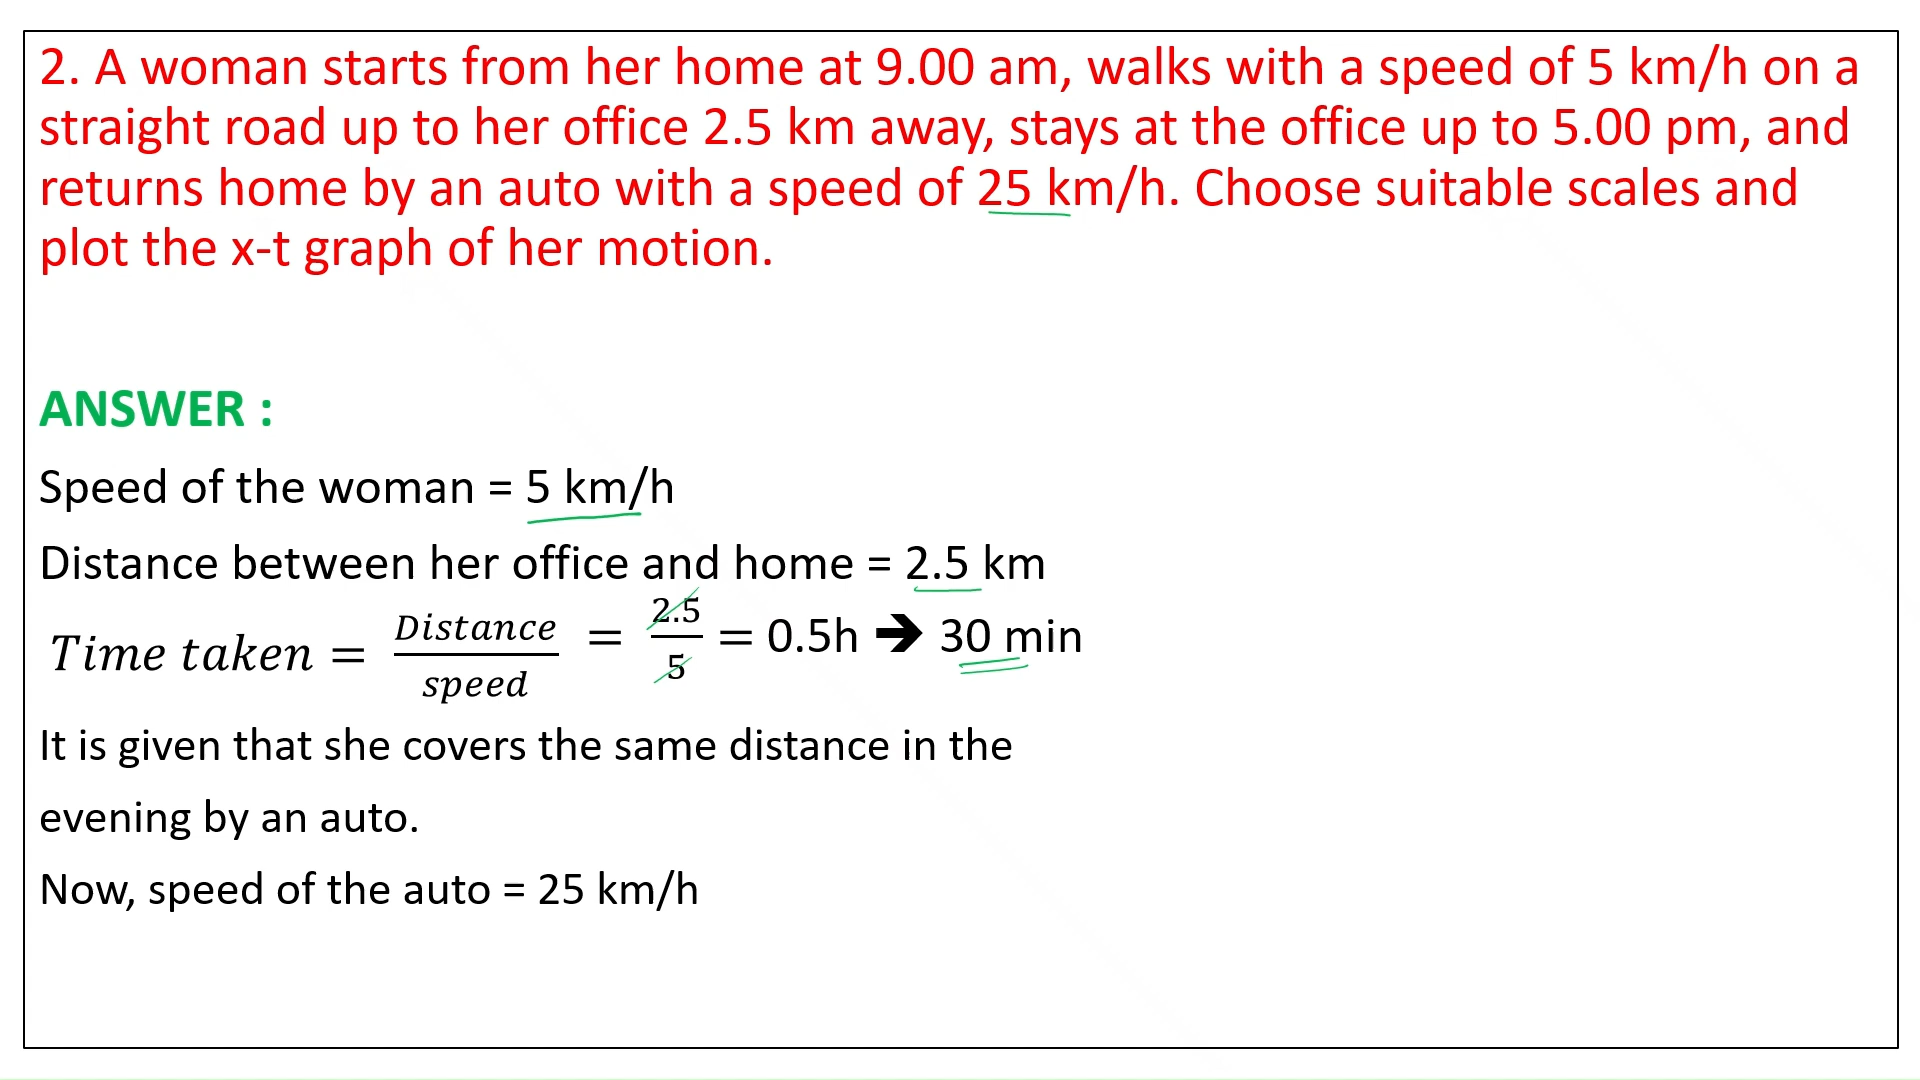 2. A woman starts from her home at 9.00 am, walks with a speed of 5 km/h on a
straight road up to her office 2.5 km away, stays at the office up to 5.00 pm, and
returns home by an auto with a speed of 25 km/h. Choose suitable scales and
plot the x-t graph of her motion.
ANSWER :
Speed of the woman = 5 km/h
Distance between her office and home = 2.5 km
Time taken = Distance/speed = 2.5/5 = 0.5h ➔ 30 min
It is given that she covers the same distance in the
evening by an auto.
Now, speed of the auto = 25 km/h